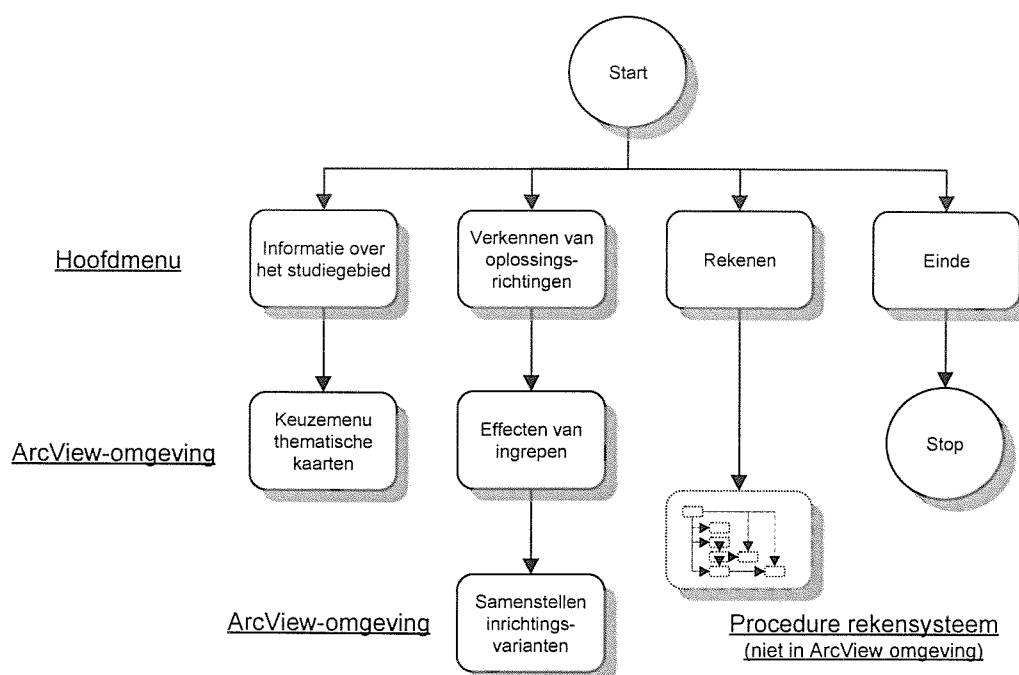 Start
Hoofdmenu
Informatie over
het studiegebied
Verkennen van
oplossings-
richtingen
Rekenen
Einde
ArcView-omgeving
Keuzemenu
thematische
kaarten
Effecten van
ingrepen
Stop
ArcView-omgeving
Samenstellen
inrichtings-
varianten
Procedure rekensysteem
(niet in ArcView omgeving)